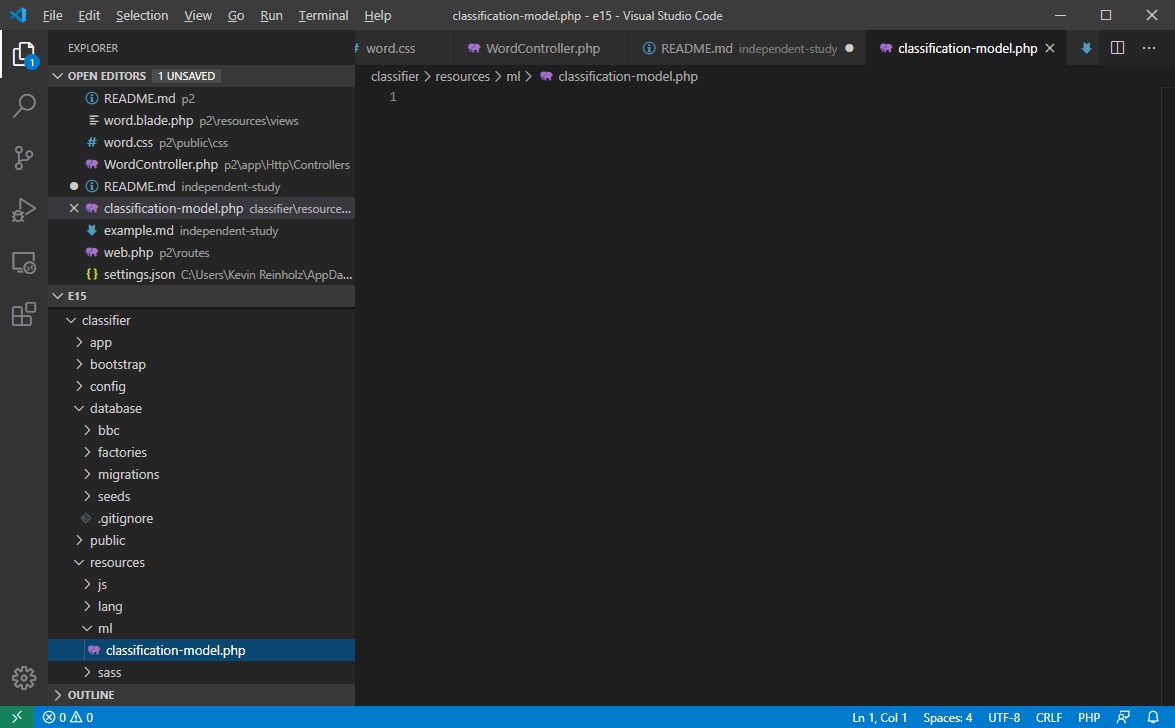 File Edit Selection View Go Run Terminal Help classification-model.php - e15 - Visual Studio Code
EXPLORER
word.css WordController.php README.md independent-study classification-model.php
OPEN EDITORS 1 UNSAVED
classifier > resources > ml > classification-model.php
1
README.md p2
word.blade.php p2\resources\views
# word.css p2\public\css
WordController.php p2\app\Http\Controllers
README.md independent-study
classification-model.php classifier\resource...
example.md independent-study
web.php p2\routes
{} settings.json C:\Users\Kevin Reinholz\AppDa...
E15
classifier
app
bootstrap
config
database
bbc
factories
migrations
seeds
.gitignore
public
resources
js
lang
ml
classification-model.php
sass
OUTLINE
1
0 0 Ln 1, Col 1 Spaces: 4 UTF-8 CRLF PHP